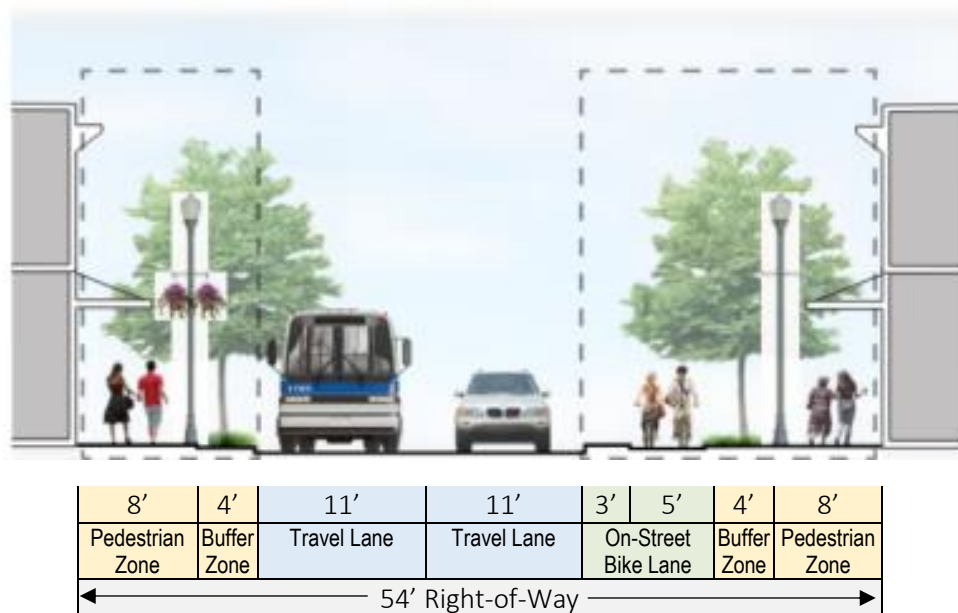 8’ 4’ 11’ 11’ 3’ 5’ 4’ 8’
Pedestrian Zone
Buffer Zone
Travel Lane
Travel Lane
On-Street Bike Lane
Buffer Zone
Pedestrian Zone
54’ Right-of-Way